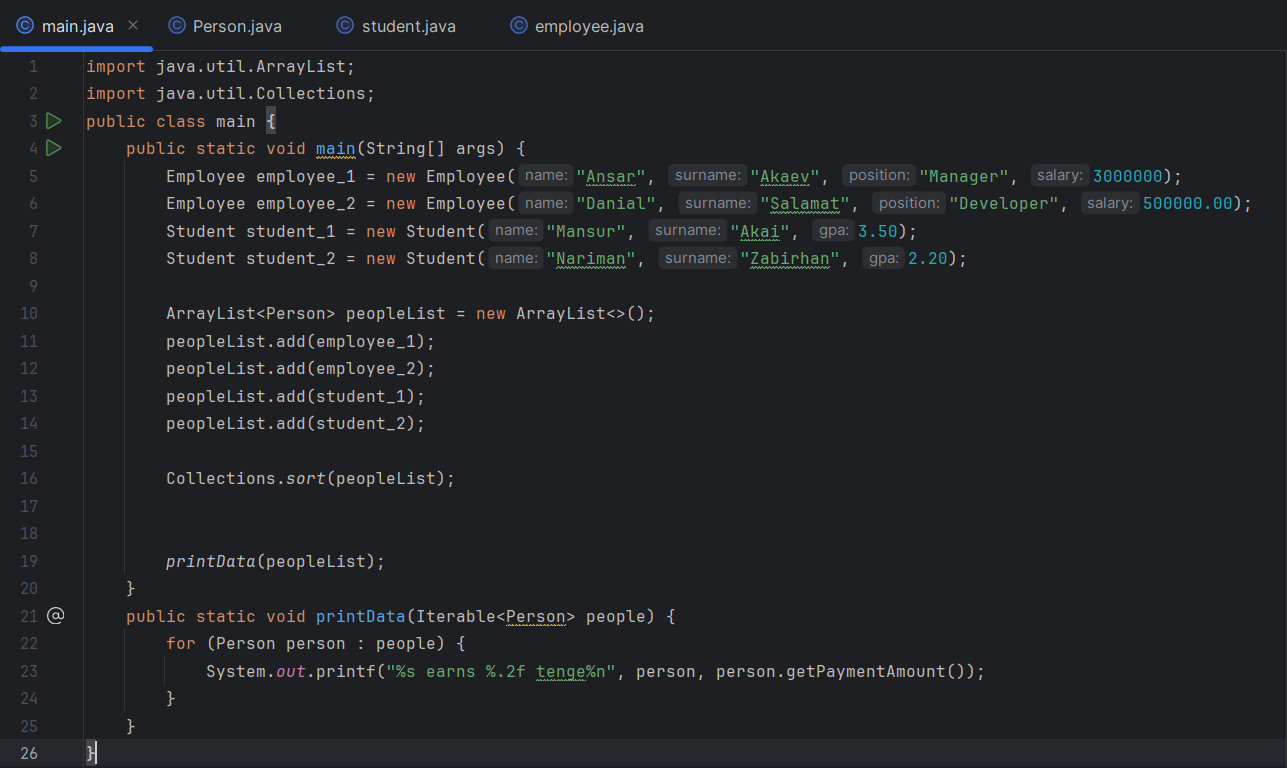 main.java × Person.java student.java employee.java
1 import java.util.ArrayList;
2 import java.util.Collections;
3 public class main {
4 public static void main(String[] args) {
5 Employee employee_1 = new Employee( name: "Ansar", surname: "Akaev", position: "Manager", salary: 3000000);
6 Employee employee_2 = new Employee( name: "Danial", surname: "Salamat", position: "Developer", salary: 500000.00);
7 Student student_1 = new Student( name: "Mansur", surname: "Akai", gpa: 3.50);
8 Student student_2 = new Student( name: "Nariman", surname: "Zabirhan", gpa: 2.20);
9
10 ArrayList<Person> peopleList = new ArrayList<>();
11 peopleList.add(employee_1);
12 peopleList.add(employee_2);
13 peopleList.add(student_1);
14 peopleList.add(student_2);
15
16 Collections.sort(peopleList);
17
18
19 printData(peopleList);
20 }
21 @ public static void printData(Iterable<Person> people) {
22 for (Person person : people) {
23 System.out.printf("%s earns %.2f tenge%n", person, person.getPaymentAmount());
24 }
25 }
26 }